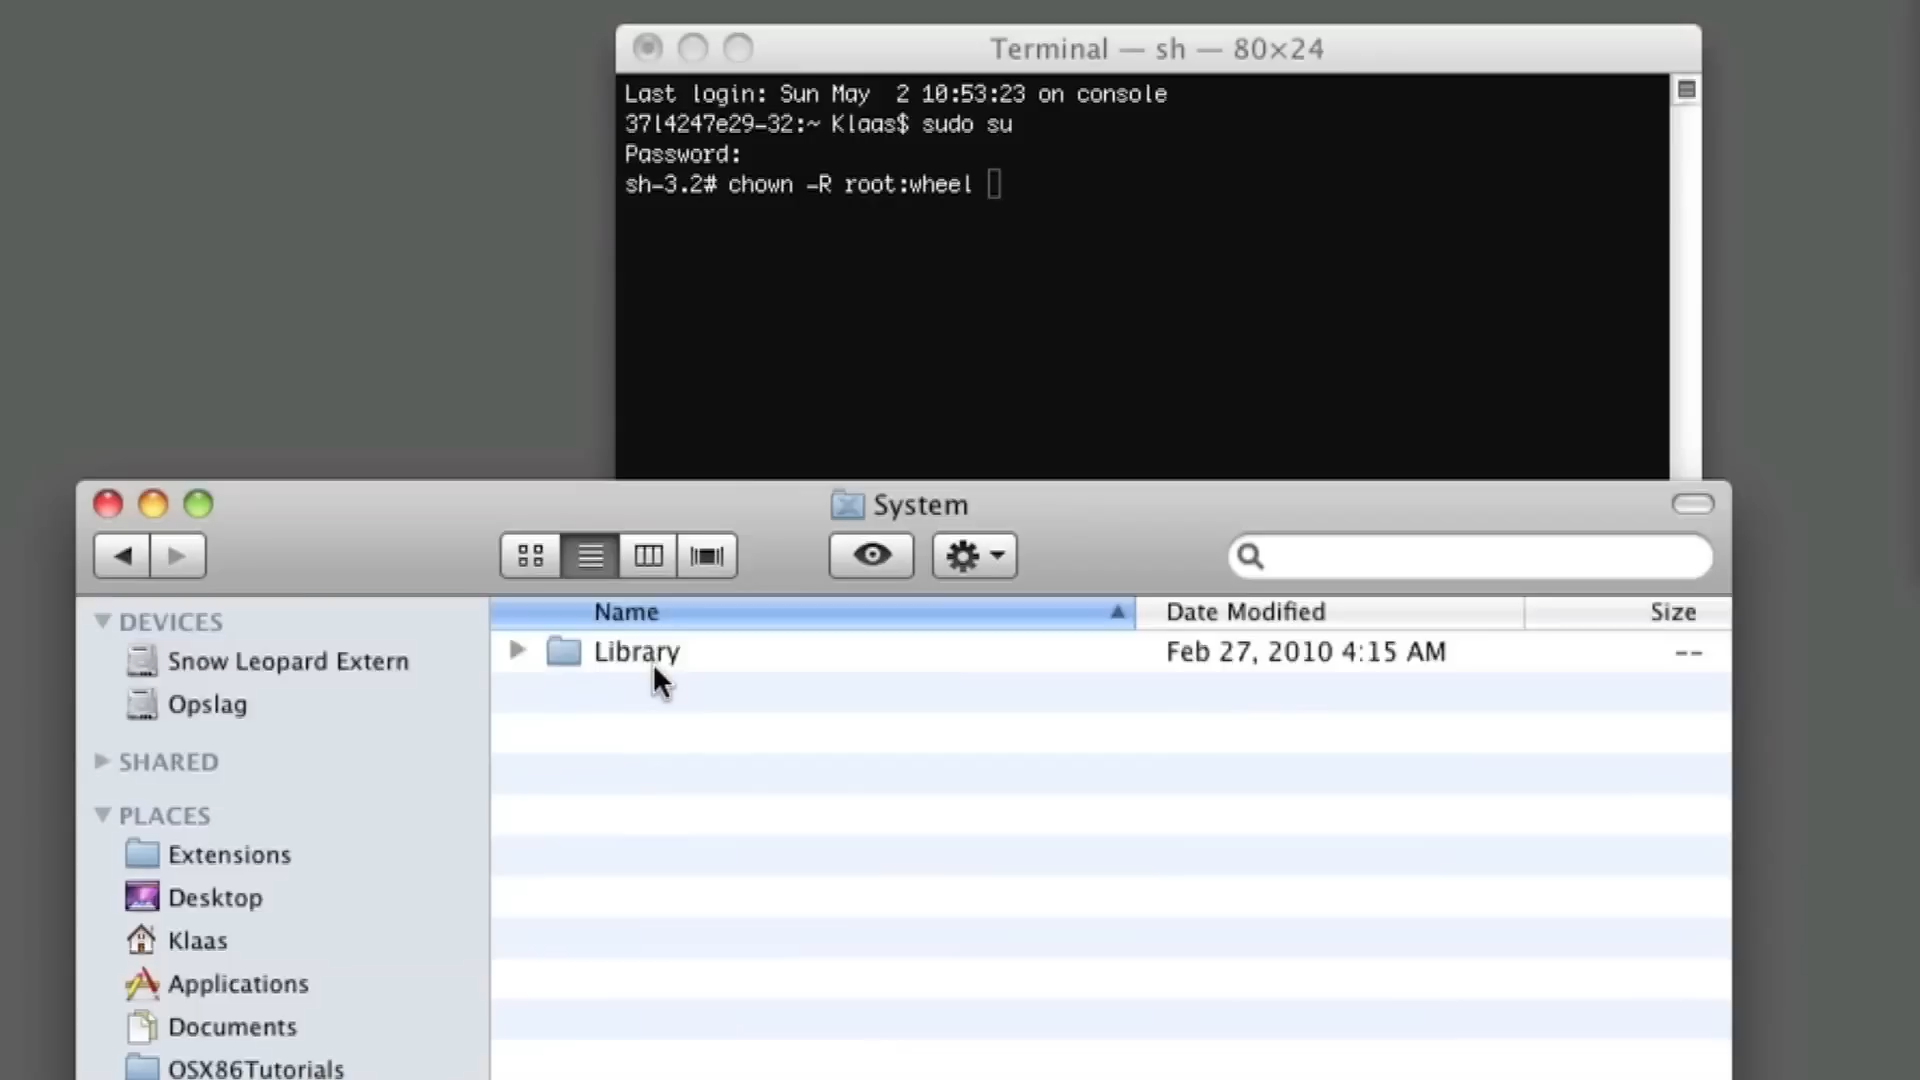 Terminal — sh — 80×24
Last login: Sun May  2 10:53:23 on console
37l4247e29-32:~ Klaas$ sudo su
Password:
sh-3.2# chown -R root:wheel
System
Name
Date Modified
Size
Library
Feb 27, 2010 4:15 AM
--
DEVICES
Snow Leopard Extern
Opslag
SHARED
PLACES
Extensions
Desktop
Klaas
Applications
Documents
OSX86Tutorials